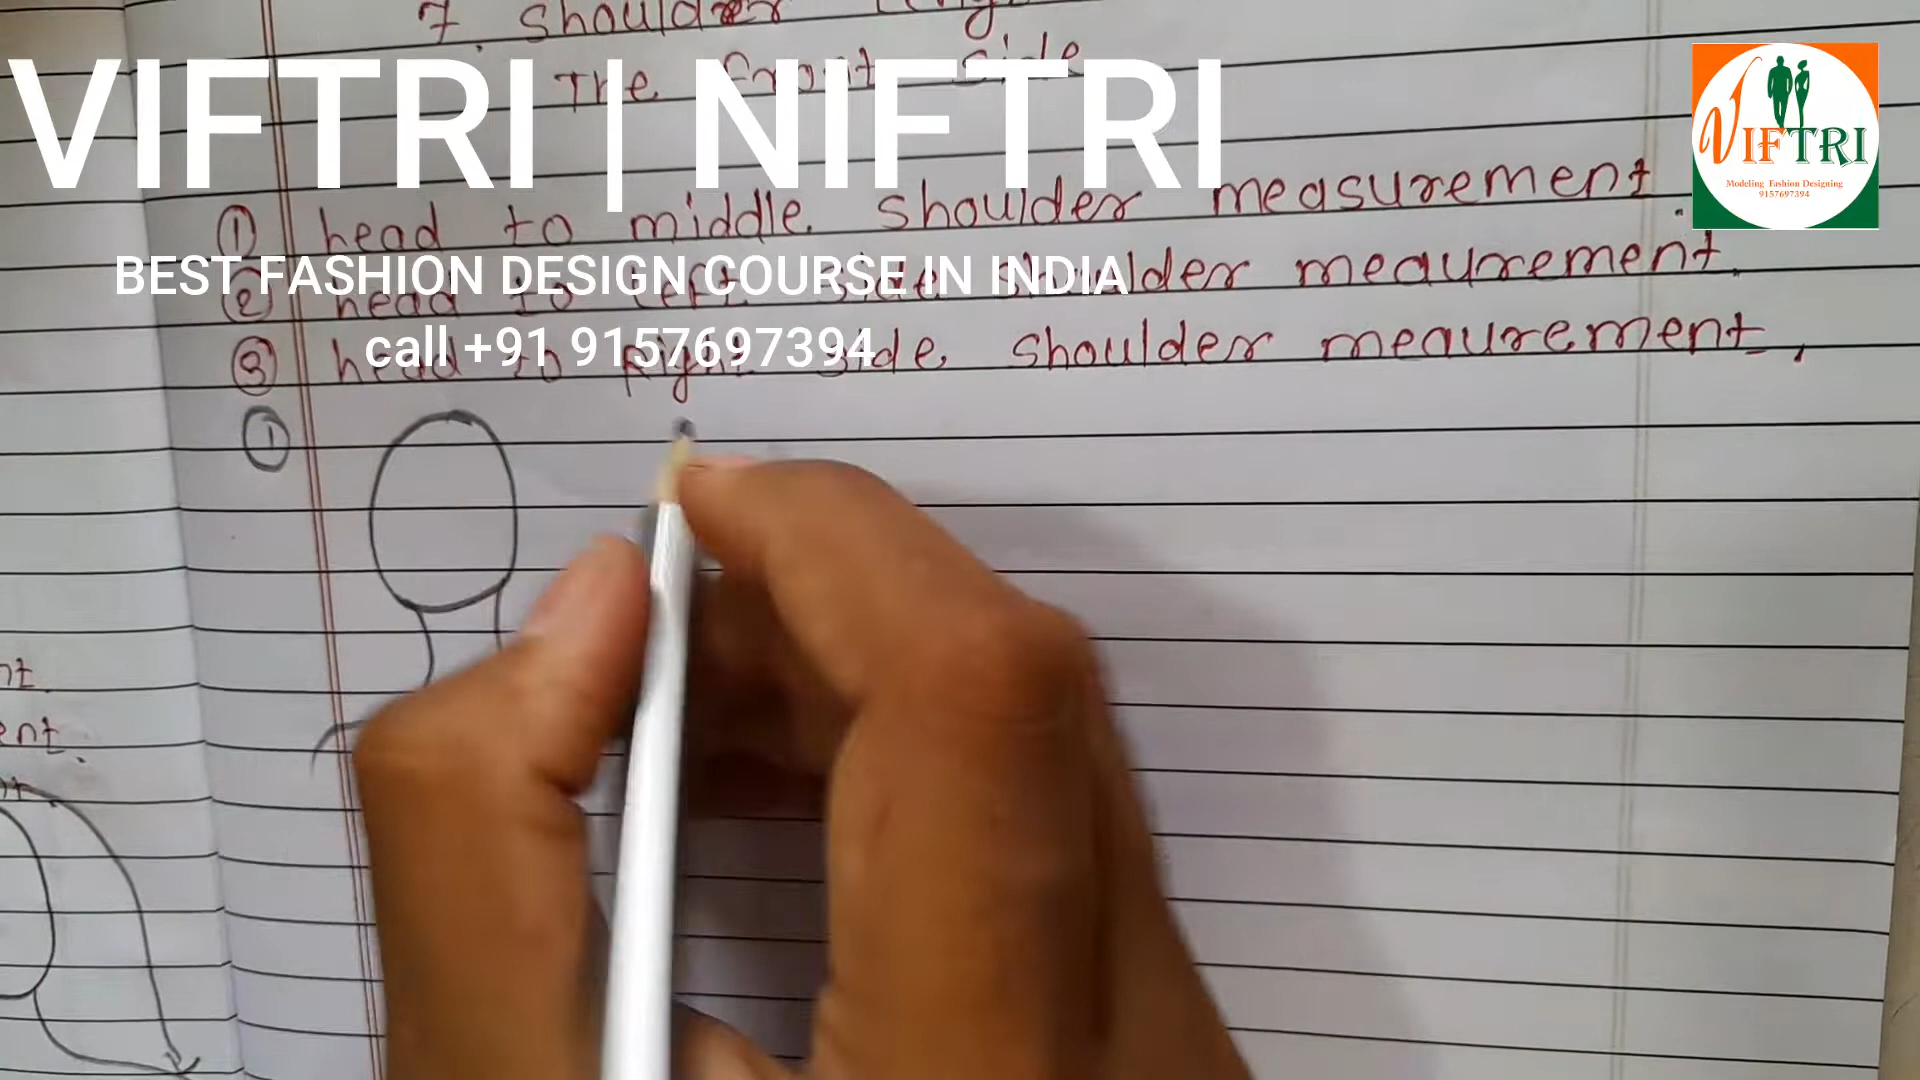 7. shoulder
The front side
VIFTRI | NIFTRI
VIFTRI
Modeling Fashion Designing
9157697394
① head to middle shoulder measurement.
BEST FASHION DESIGN COURSE IN INDIA
② head to left side shoulder meaurement.
call +91 9157697394
③ head to right side shoulder meaurement.
①
nt.
ent.